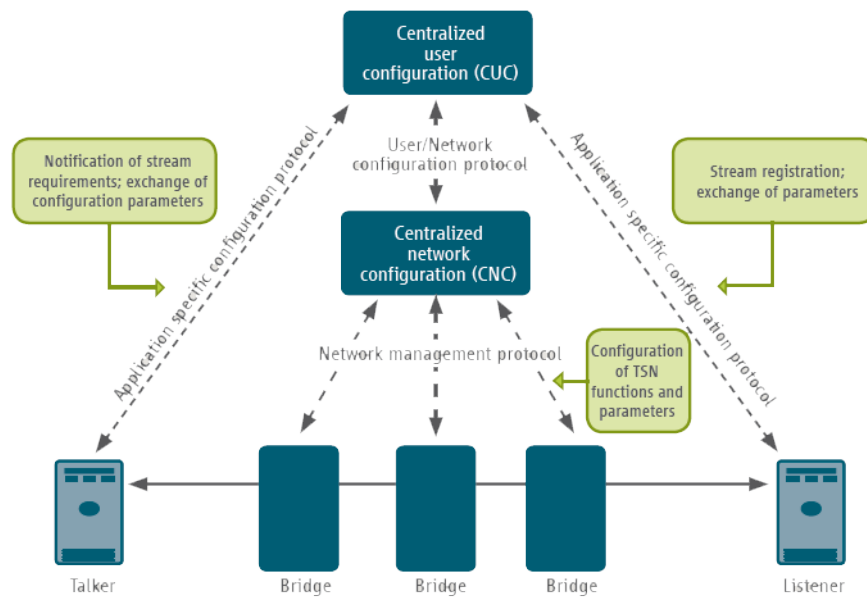 Centralized
user
configuration (CUC)
Notification of stream
requirements; exchange of
configuration parameters
Application specific configuration protocol
User/Network
configuration protocol
Application specific configuration protocol
Stream registration;
exchange of parameters
Centralized
network
configuration (CNC)
Network management protocol
Configuration
of TSN
functions and
parameters
Talker
Bridge
Bridge
Bridge
Listener